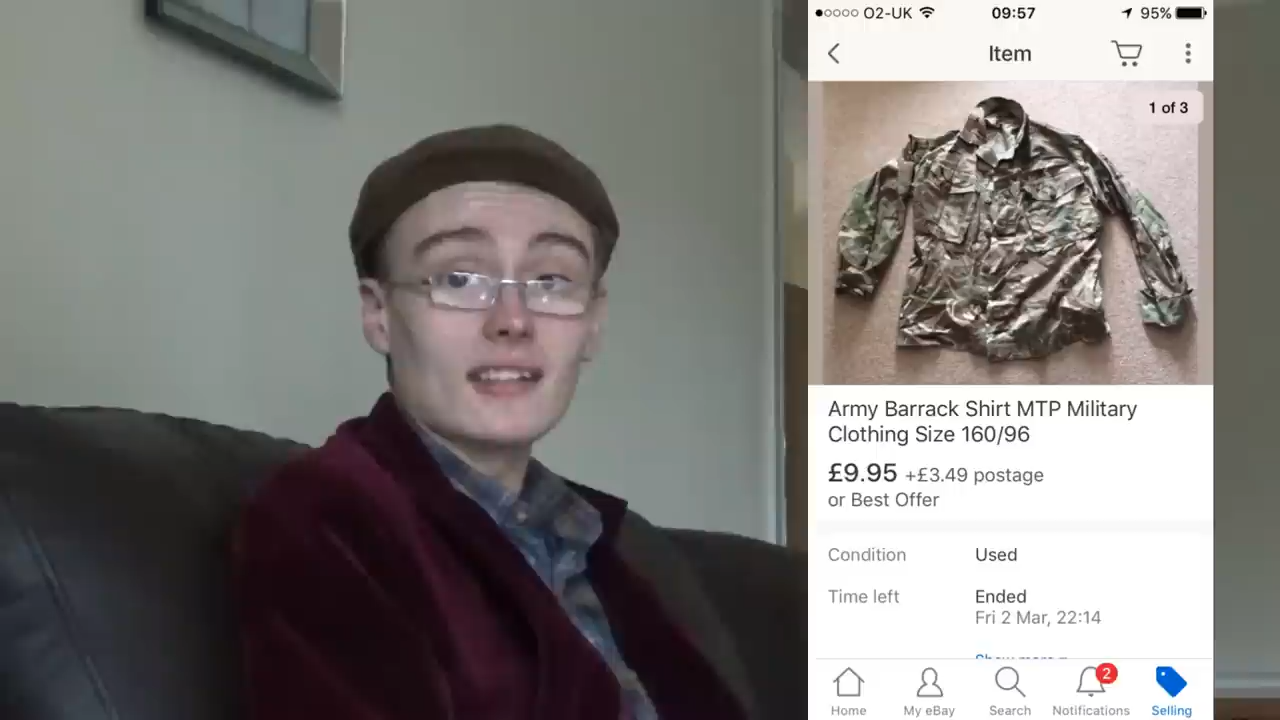 O2-UK 09:57 95%
Item
1 of 3
Army Barrack Shirt MTP Military
Clothing Size 160/96
£9.95 +£3.49 postage
or Best Offer
Condition Used
Time left Ended
Fri 2 Mar, 22:14
Show more
2
Home My eBay Search Notifications Selling